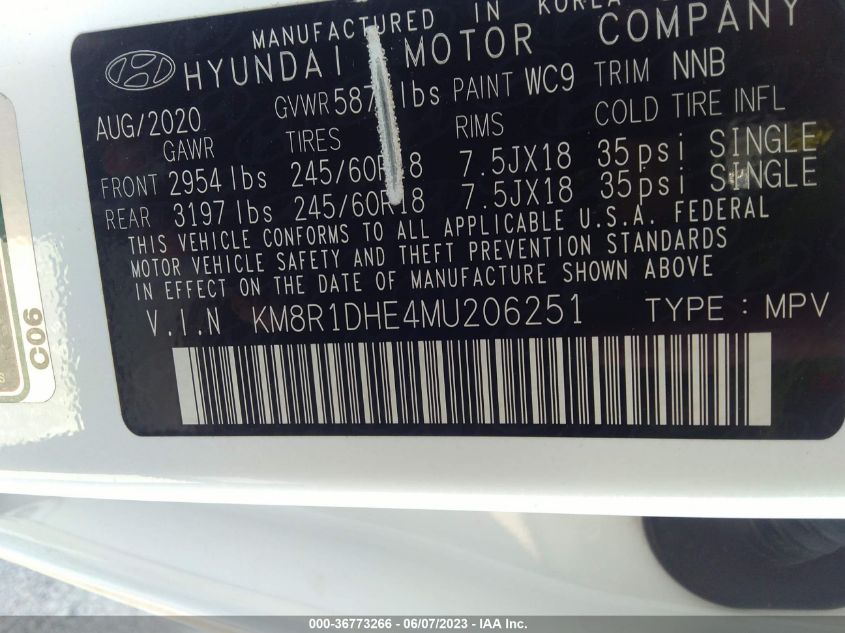 MANUFACTURED IN KOREA
HYUNDAI MOTOR COMPANY
AUG/2020 GVWR 587 lbs PAINT WC9 TRIM NNB
GAWR TIRES RIMS COLD TIRE INFL
FRONT 2954 lbs 245/60R18 7.5JX18 35psi SINGLE
REAR 3197 lbs 245/60R18 7.5JX18 35psi SINGLE
THIS VEHICLE CONFORMS TO ALL APPLICABLE U.S.A. FEDERAL
MOTOR VEHICLE SAFETY AND THEFT PREVENTION STANDARDS
IN EFFECT ON THE DATE OF MANUFACTURE SHOWN ABOVE
V.I.N KM8R1DHE4MU206251 TYPE : MPV
C06
000-36773266 - 06/07/2023 - IAA Inc.